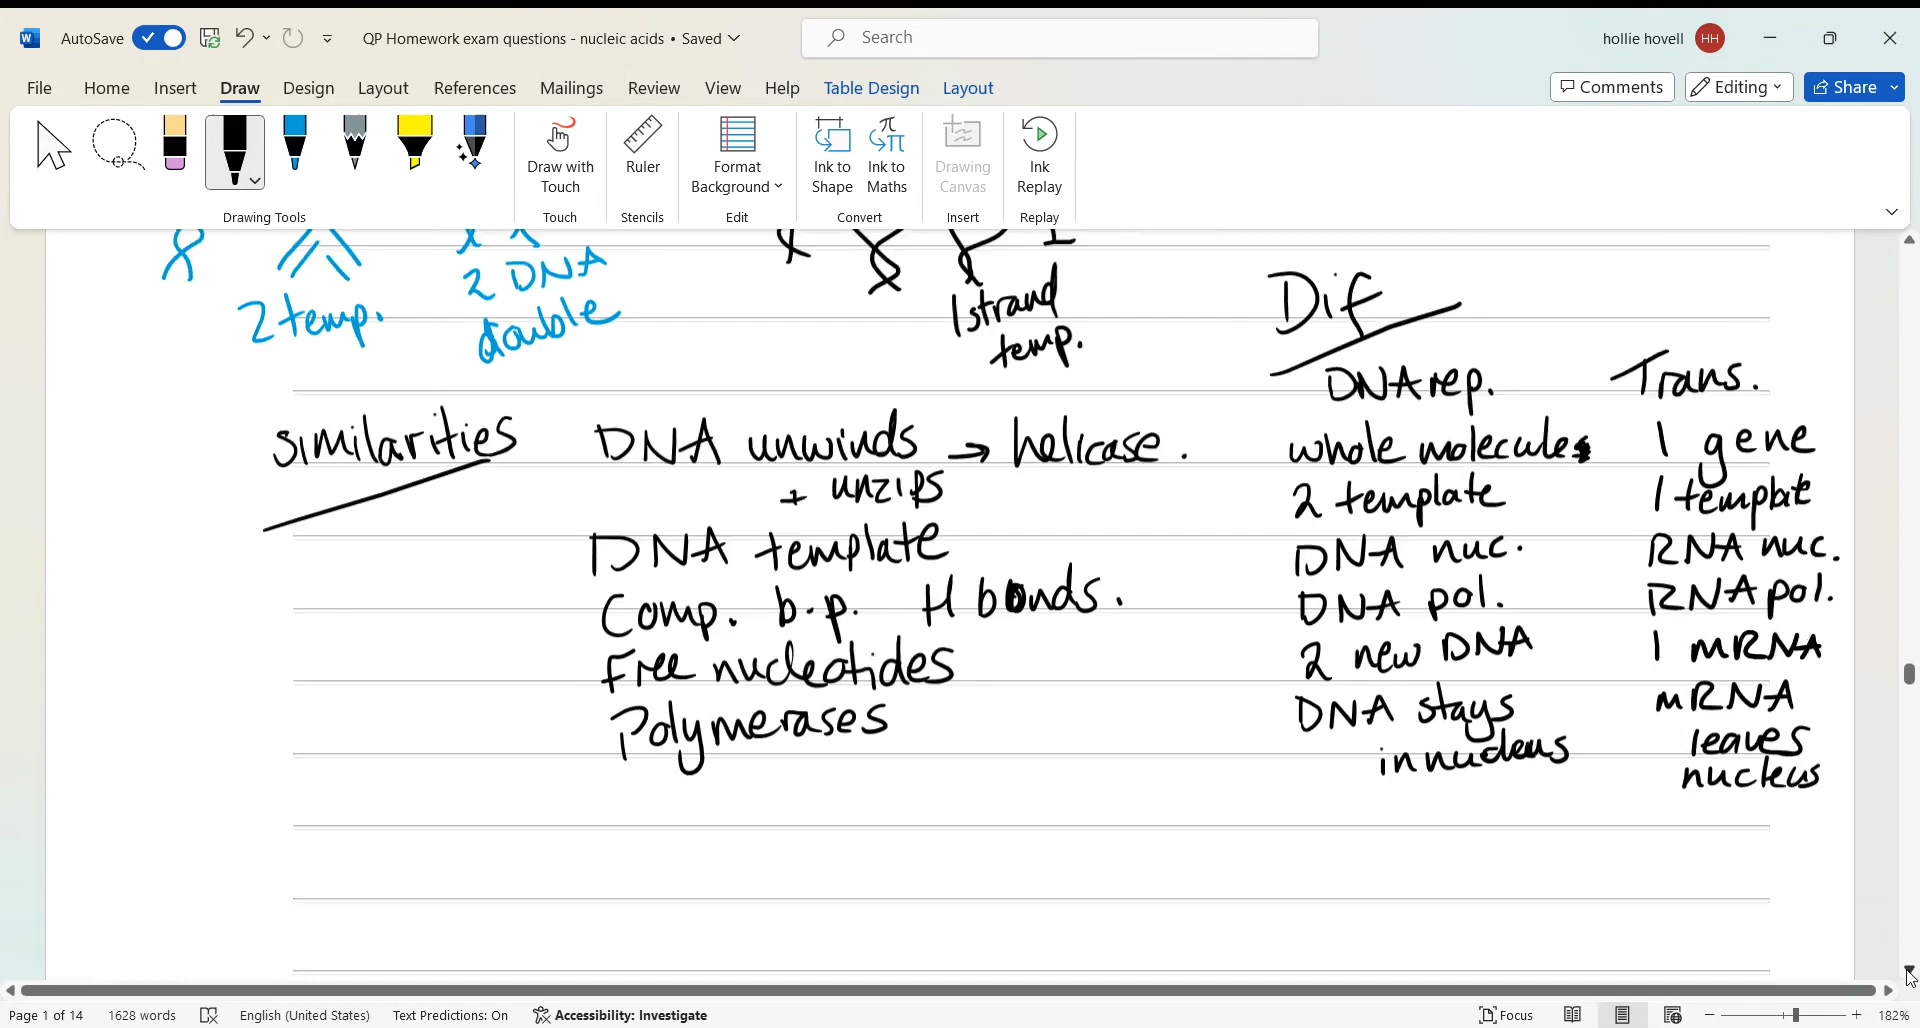 AutoSave
QP Homework exam questions - nucleic acids • Saved
Search
hollie hovell
HH
File Home Insert Draw Design Layout References Mailings Review View Help Table Design Layout
Comments Editing Share
Draw with Touch
Ruler
Format Background
Ink to Shape
Ink to Maths
Drawing Canvas
Ink Replay
Drawing Tools Touch Stencils Edit Convert Insert Replay
2 temp.
2 DNA
double
1 strand
temp.
Dif
DNA rep. Trans.
similarities
DNA unwinds → helicase.
+ unzips
DNA template
Comp. b.p. H bonds.
Free nucleotides
Polymerases
whole molecules 1 gene
2 template 1 template
DNA nuc. RNA nuc.
DNA pol. RNA pol.
2 new DNA 1 mRNA
DNA stays mRNA
in nucleus leaves
nucleus
Page 1 of 14 1628 words English (United States) Text Predictions: On Accessibility: Investigate Focus 182%